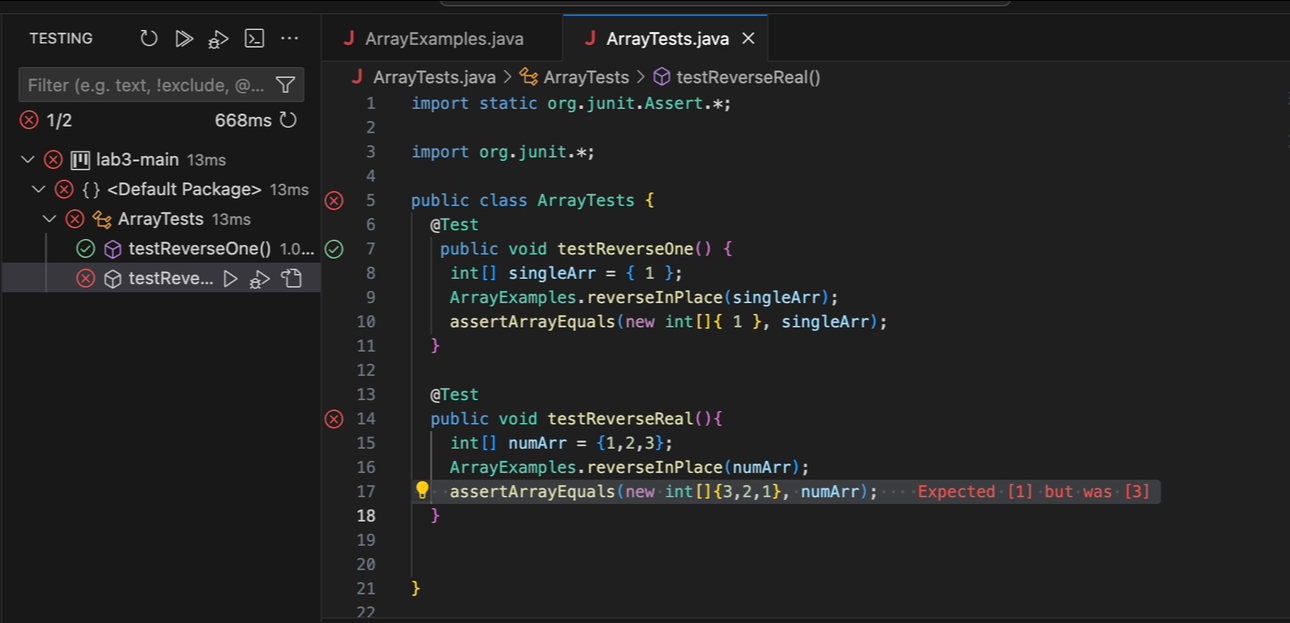 TESTING
Filter (e.g. text, !exclude, @...
1/2 668ms
lab3-main 13ms
{} <Default Package> 13ms
ArrayTests 13ms
testReverseOne() 1.0...
testReve...
J ArrayExamples.java J ArrayTests.java
J ArrayTests.java > ArrayTests > testReverseReal()
1 import static org.junit.Assert.*;
2
3 import org.junit.*;
4
5 public class ArrayTests {
6 @Test
7 public void testReverseOne() {
8 int[] singleArr = { 1 };
9 ArrayExamples.reverseInPlace(singleArr);
10 assertArrayEquals(new int[]{ 1 }, singleArr);
11 }
12
13 @Test
14 public void testReverseReal(){
15 int[] numArr = {1,2,3};
16 ArrayExamples.reverseInPlace(numArr);
17 assertArrayEquals(new int[]{3,2,1}, numArr); Expected [1] but was [3]
18 }
19
20
21 }
22